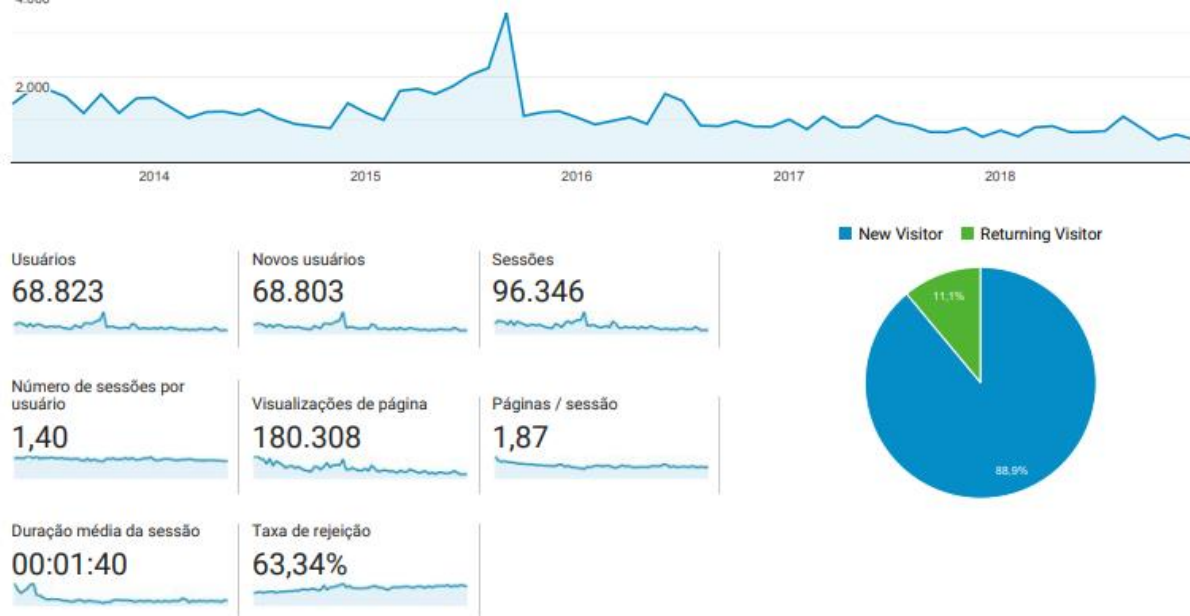 2.000
2014
2015
2016
2017
2018
New Visitor
Returning Visitor
Usuários
68.823
Novos usuários
68.803
Sessões
96.346
11,1%
88,9%
Número de sessões por
usuário
1,40
Visualizações de página
180.308
Páginas / sessão
1,87
Duração média da sessão
00:01:40
Taxa de rejeição
63,34%